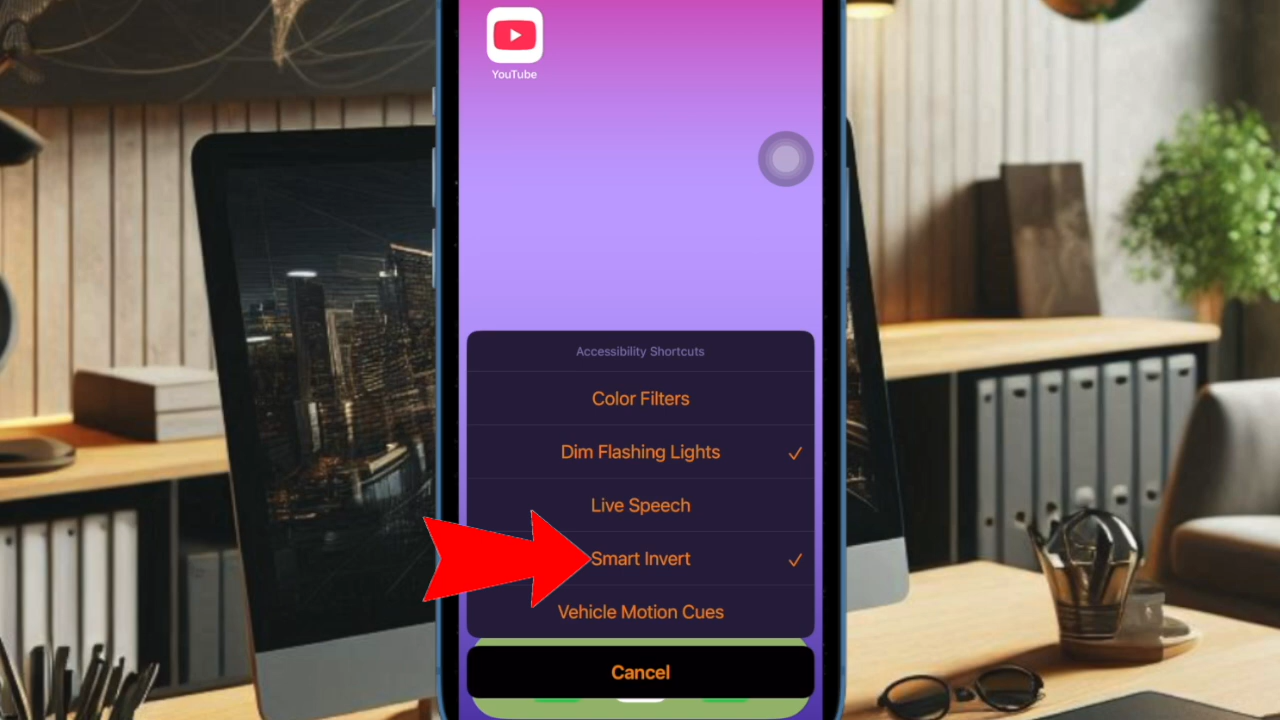 YouTube
Accessibility Shortcuts
Color Filters
Dim Flashing Lights
Live Speech
Smart Invert
Vehicle Motion Cues
Cancel